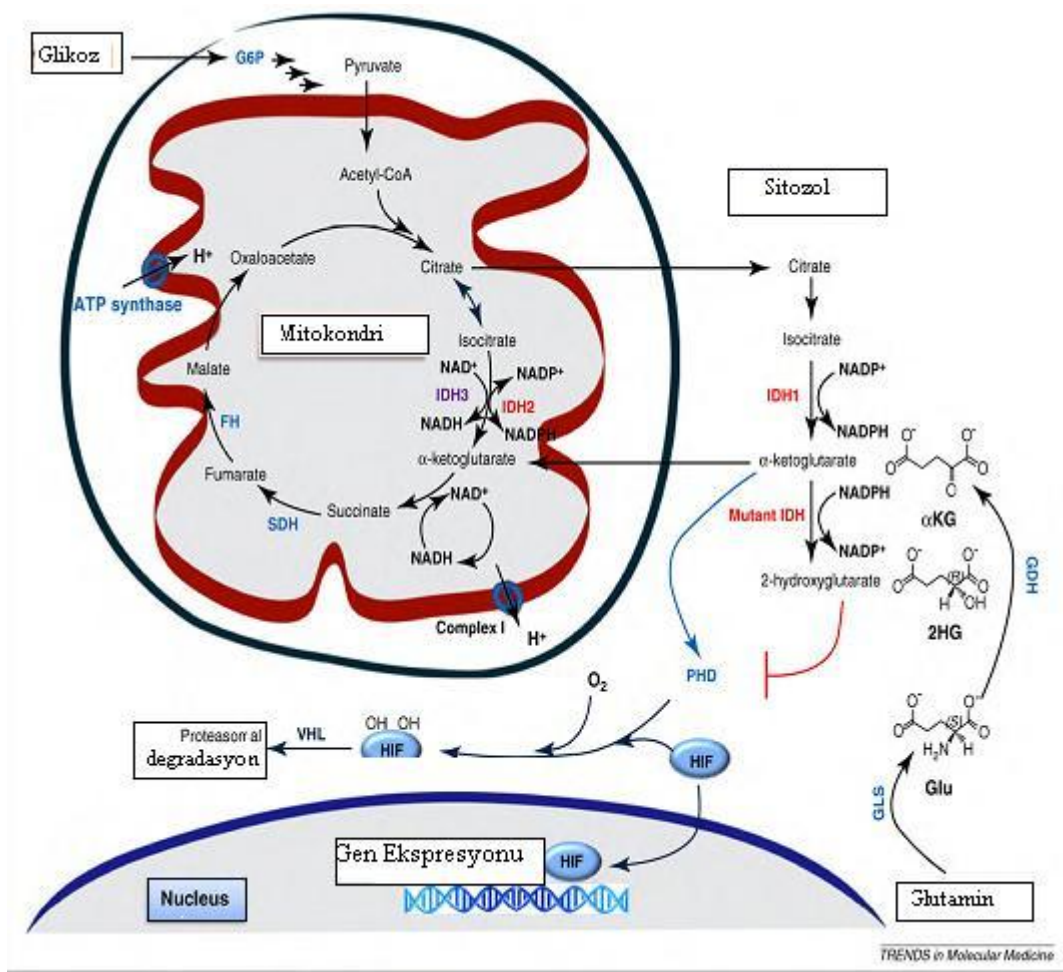 Glikoz
G6P
Pyruvate
Acetyl-CoA
Sitozol
H⁺
Oxaloacetate
Citrate
Citrate
ATP synthase
Mitokondri
Isocitrate
Isocitrate
Malate
NAD⁺
NADP⁺
NADP⁺
IDH3
IDH2
IDH1
NADH
NADPH
NADPH
FH
α-ketoglutarate
α-ketoglutarate
O⁻
O⁻
O
O
O
αKG
Fumarate
NAD⁺
NADPH
Succinate
Mutant IDH
SDH
NADH
NADP⁺
GDH
2-hydroxyglutarate
O⁻
O⁻
O
(R)
O
H
OH
2HG
Complex I
H⁺
PHD
O₂
OH OH
Proteasomal
degradasyon
VHL
HIF
HIF
O⁻
O⁻
O
(S)
O
H₂N
H
Glu
GLS
Gen Ekspresyonu
HIF
Nucleus
Glutamin
TRENDS in Molecular Medicine